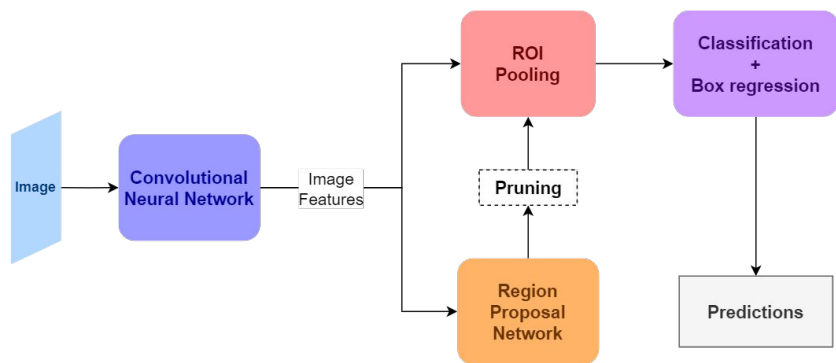 Image
Convolutional
Neural Network
Image
Features
ROI
Pooling
Pruning
Region
Proposal
Network
Classification
+
Box regression
Predictions